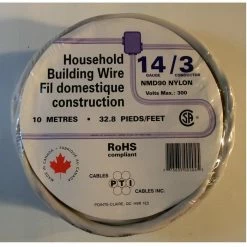 Household
Building Wire
Fil domestique
construction
14/3
GAUGE CONDUCTOR
NMD90 NYLON
Volts Max.: 300
10 METRES • 32.8 PIEDS/FEET
RoHS
compliant
CABLES PTI CABLES INC.